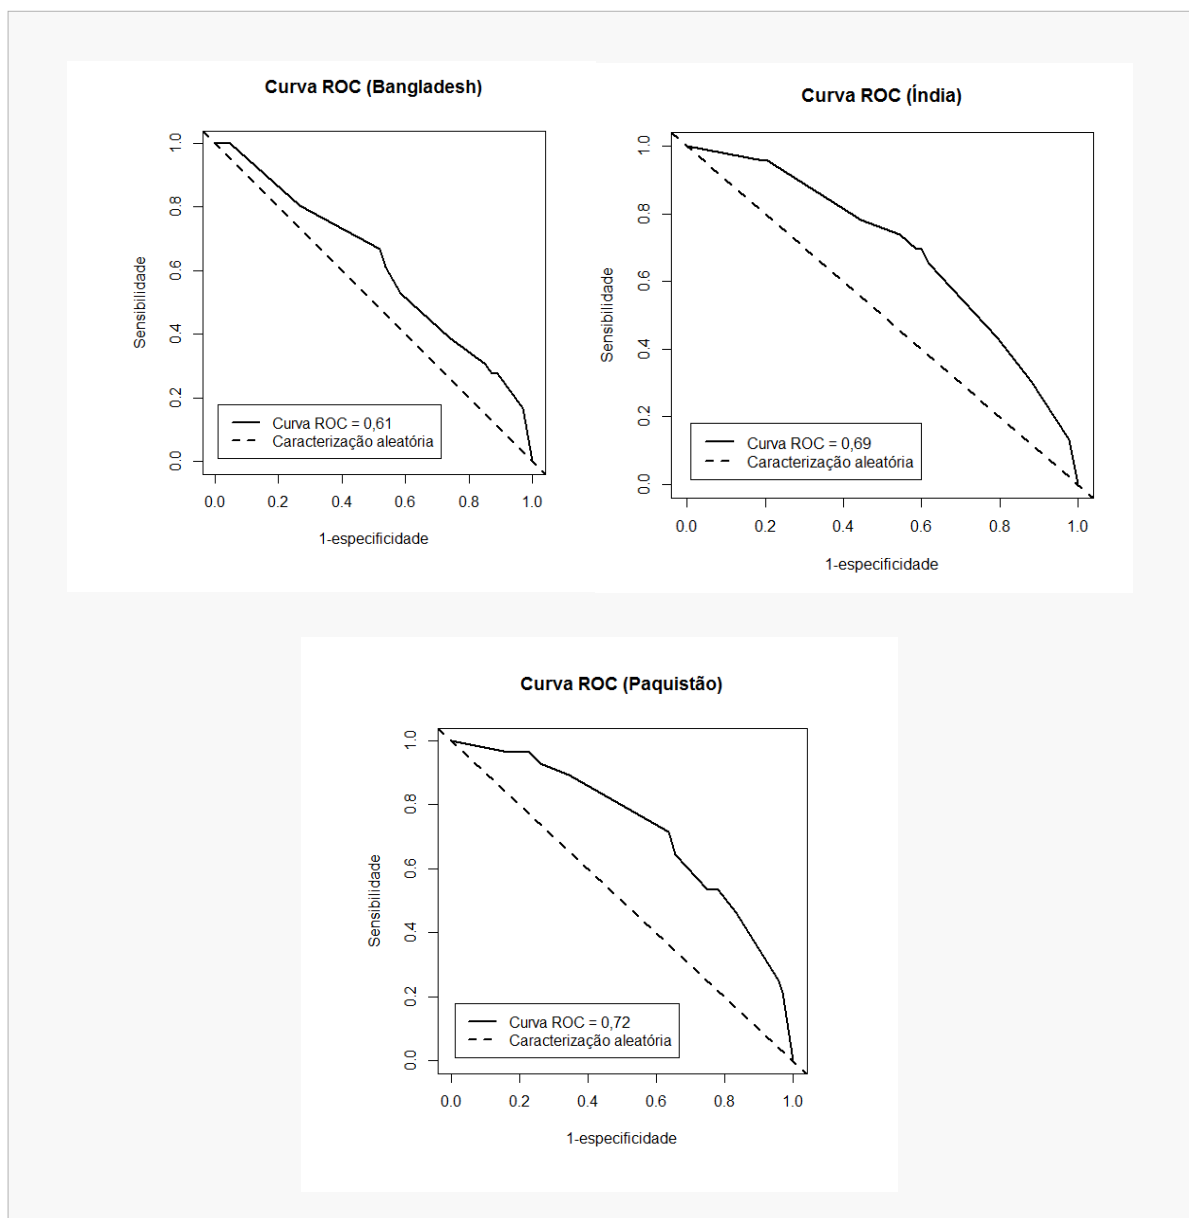 Curva ROC (Bangladesh)
Sensibilidade
1.0
0.8
0.6
0.4
0.2
0.0
Curva ROC = 0,61
Caracterização aleatória
0.0 0.2 0.4 0.6 0.8 1.0
1-especificidade
Curva ROC (Índia)
Sensibilidade
1.0
0.8
0.6
0.4
0.2
0.0
Curva ROC = 0,69
Caracterização aleatória
0.0 0.2 0.4 0.6 0.8 1.0
1-especificidade
Curva ROC (Paquistão)
Sensibilidade
1.0
0.8
0.6
0.4
0.2
0.0
Curva ROC = 0,72
Caracterização aleatória
0.0 0.2 0.4 0.6 0.8 1.0
1-especificidade